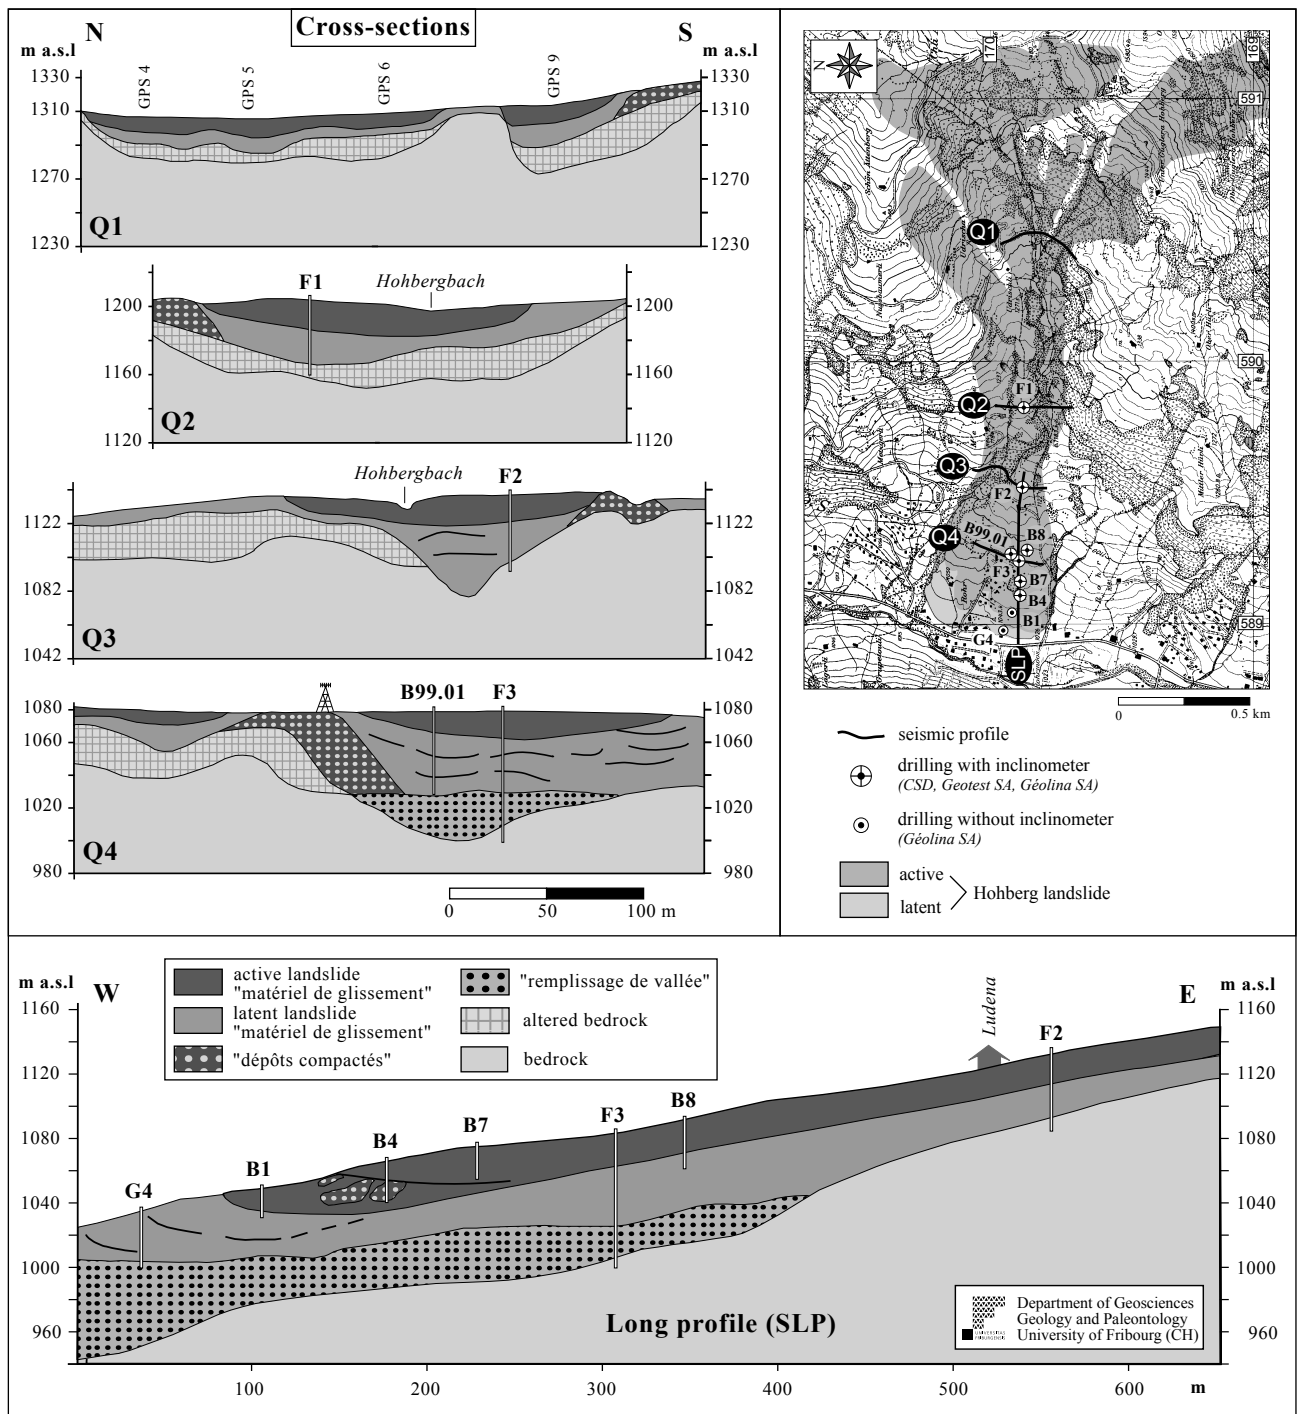 Cross-sections
N
S
m a.s.l
m a.s.l
GPS 4
GPS 5
GPS 6
GPS 9
1330
1310
1270
1230
1330
1310
1270
1230
Q1
F1
Hohbergbach
1200
1160
1120
1200
1160
1120
Q2
Hohbergbach
F2
1122
1082
1042
1122
1082
1042
Q3
B99.01
F3
1080
1060
1020
980
1080
1060
1020
980
Q4
0
50
100 m
N
170
169
591
590
589
Q1
Q2
F1
Q3
F2
Q4
B99.01
B8
F3
B7
B4
B1
G4
SLP
0
0.5 km
seismic profile
drilling with inclinometer
(CSD, Geotest SA, Géolina SA)
drilling without inclinometer
(Géolina SA)
active
latent
Hohberg landslide
m a.s.l
W
active landslide
"matériel de glissement"
latent landslide
"matériel de glissement"
"dépôts compactés"
"remplissage de vallée"
altered bedrock
bedrock
Ludena
E
m a.s.l
1160
1120
1080
1040
1000
960
1160
1120
1080
1040
1000
960
G4
B1
B4
B7
F3
B8
F2
Long profile (SLP)
Department of Geosciences
Geology and Paleontology
University of Fribourg (CH)
UNIVERSITAS
FRIBURGENSIS
100
200
300
400
500
600
m